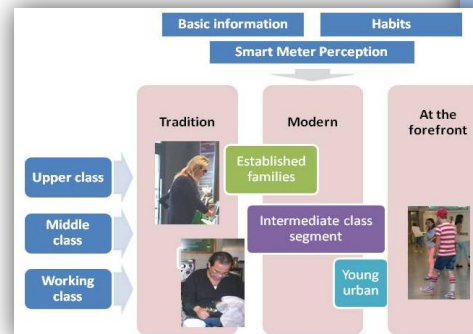 Basic information
Habits
Smart Meter Perception
Tradition
Modern
At the
forefront
Upper class
Established
families
Middle
class
Intermediate class
segment
Working
class
Young
urban